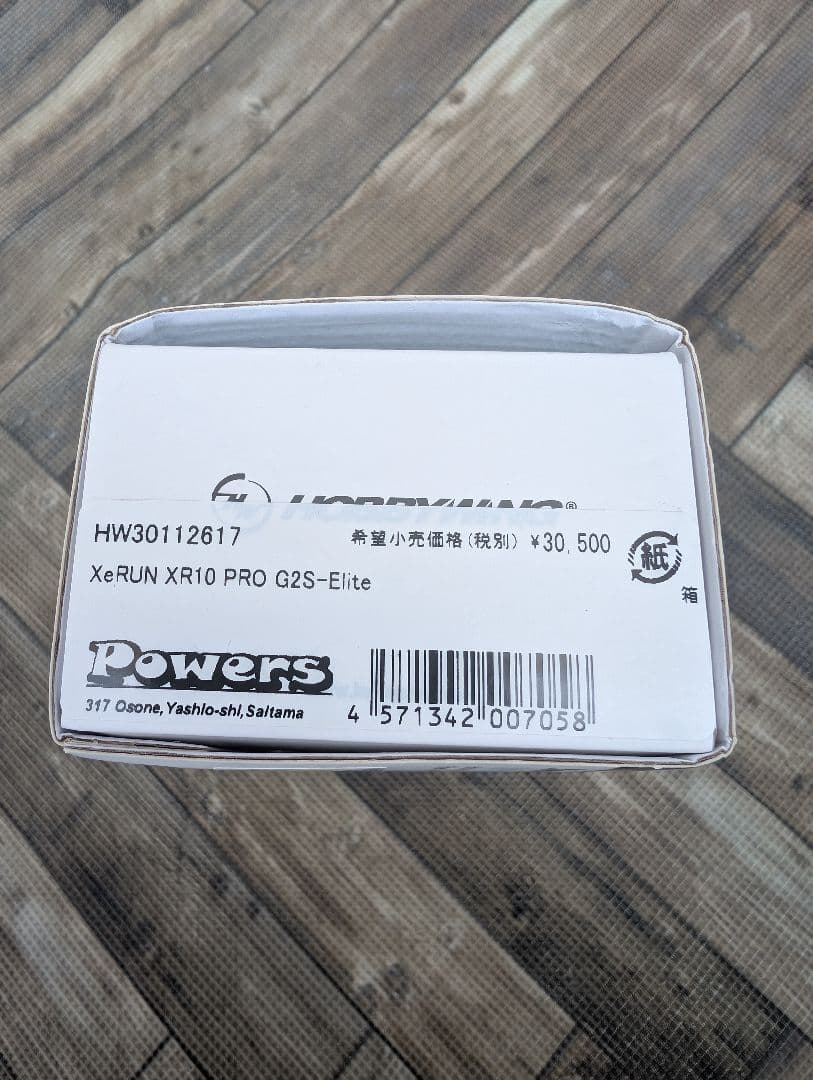 HOBBYWING®
HW30112617 希望小売価格(税別) ¥30,500
XeRUN XR10 PRO G2S-Elite
紙
箱
Powers
317 Osone,Yashio-shi,Saitama
4 571342 007058